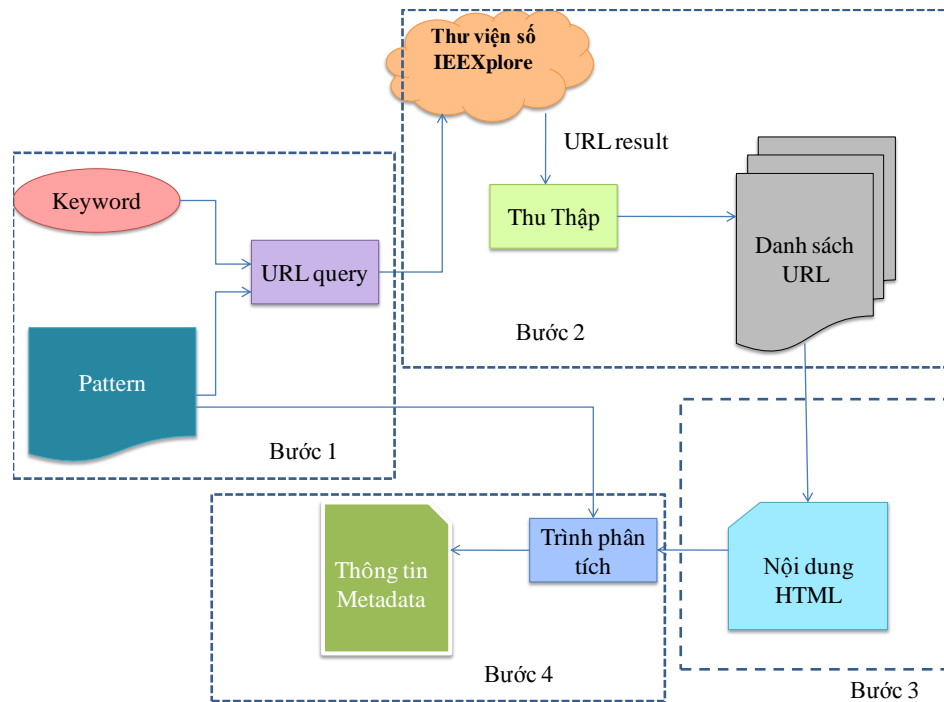 Thư viện số
IEEXplore
URL result
Thu Thập
Danh sách
URL
Bước 2
Keyword
URL query
Pattern
Bước 1
Trình phân
tích
Thông tin
Metadata
Bước 4
Nội dung
HTML
Bước 3